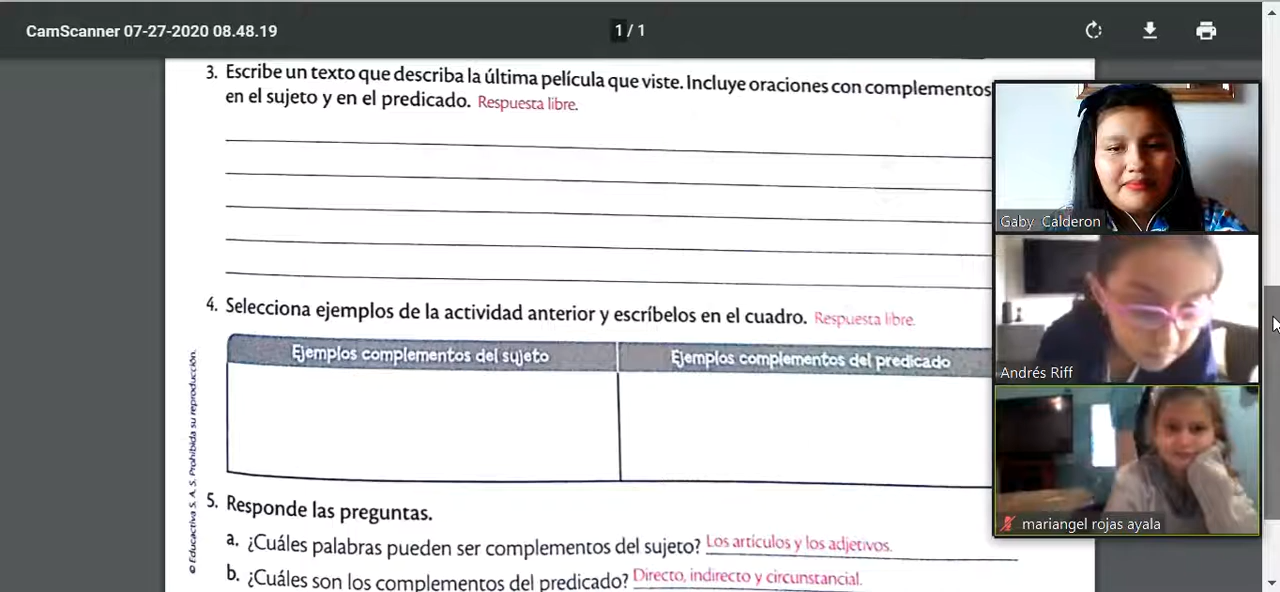 CamScanner 07-27-2020 08.48.19
1 / 1
3. Escribe un texto que describa la última película que viste. Incluye oraciones con complementos
en el sujeto y en el predicado. Respuesta libre.
4. Selecciona ejemplos de la actividad anterior y escríbelos en el cuadro. Respuesta libre.
Ejemplos complementos del sujeto
Ejemplos complementos del predicado
5. Responde las preguntas.
a. ¿Cuáles palabras pueden ser complementos del sujeto? Los artículos y los adjetivos.
b. ¿Cuáles son los complementos del predicado? Directo, indirecto y circunstancial.
© Educactiva S. A. S. Prohibida su reproducción.
Gaby Calderon
Andrés Riff
mariangel rojas ayala